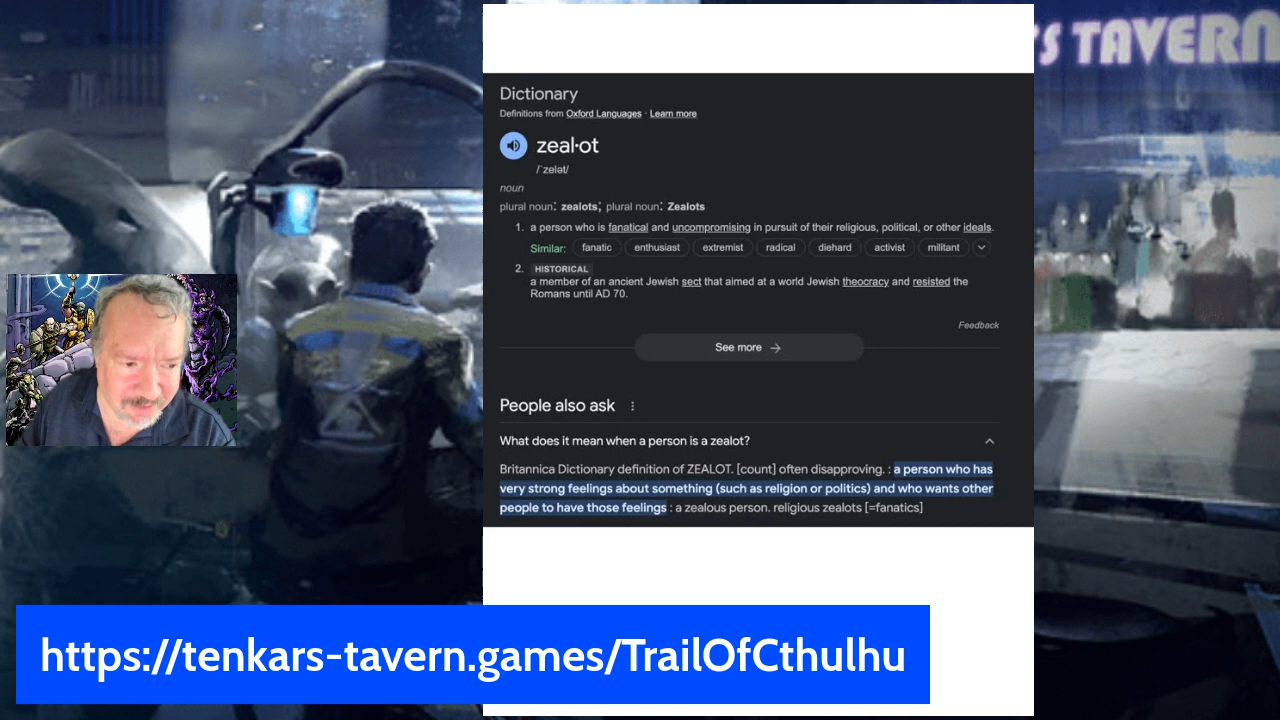 'S TAVERN
Dictionary
Definitions from Oxford Languages · Learn more
zeal·ot
/ˈzelət/
noun
plural noun: zealots; plural noun: Zealots
1. a person who is fanatical and uncompromising in pursuit of their religious, political, or other ideals.
Similar: fanatic enthusiast extremist radical diehard activist militant
2. HISTORICAL
a member of an ancient Jewish sect that aimed at a world Jewish theocracy and resisted the
Romans until AD 70.
Feedback
See more →
People also ask
What does it mean when a person is a zealot?
Britannica Dictionary definition of ZEALOT. [count] often disapproving. : a person who has
very strong feelings about something (such as religion or politics) and who wants other
people to have those feelings : a zealous person. religious zealots [=fanatics]
https://tenkars-tavern.games/TrailOfCthulhu